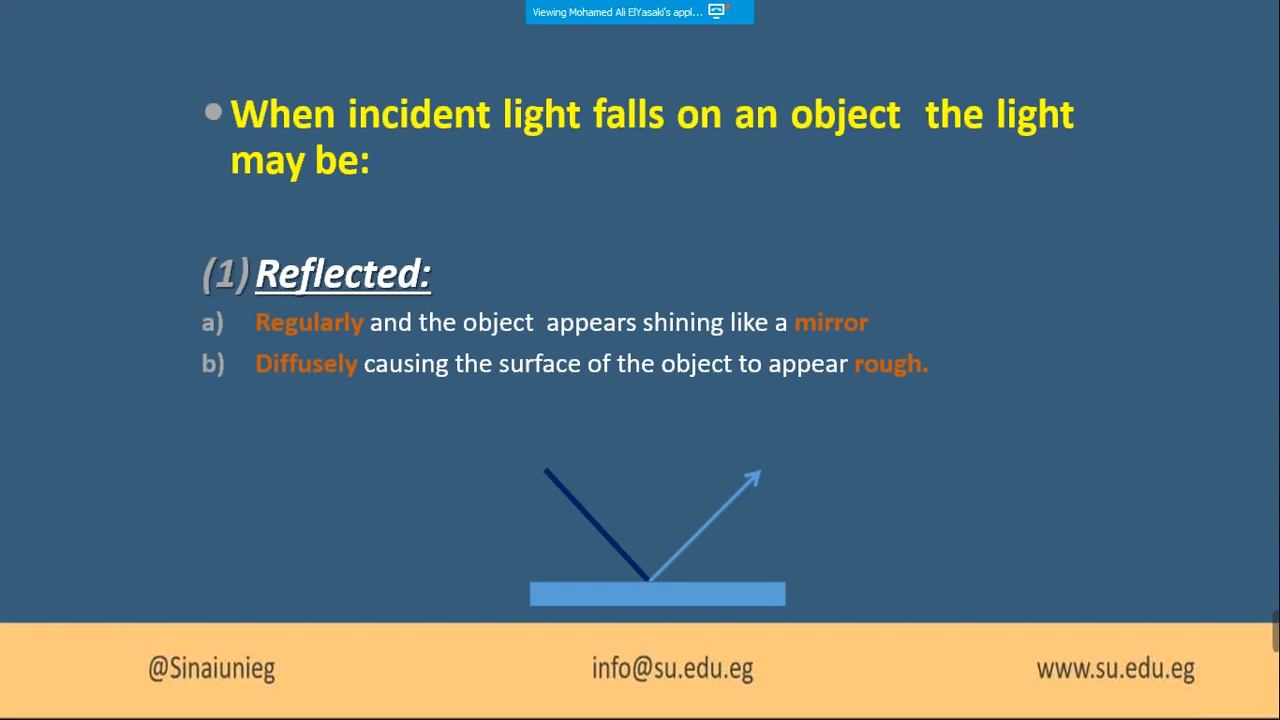 Viewing Mohamed Ali ElYasaki's appl...
• When incident light falls on an object the light
may be:
(1) Reflected:
a) Regularly and the object appears shining like a mirror
b) Diffusely causing the surface of the object to appear rough.
@Sinaiunieg info@su.edu.eg www.su.edu.eg